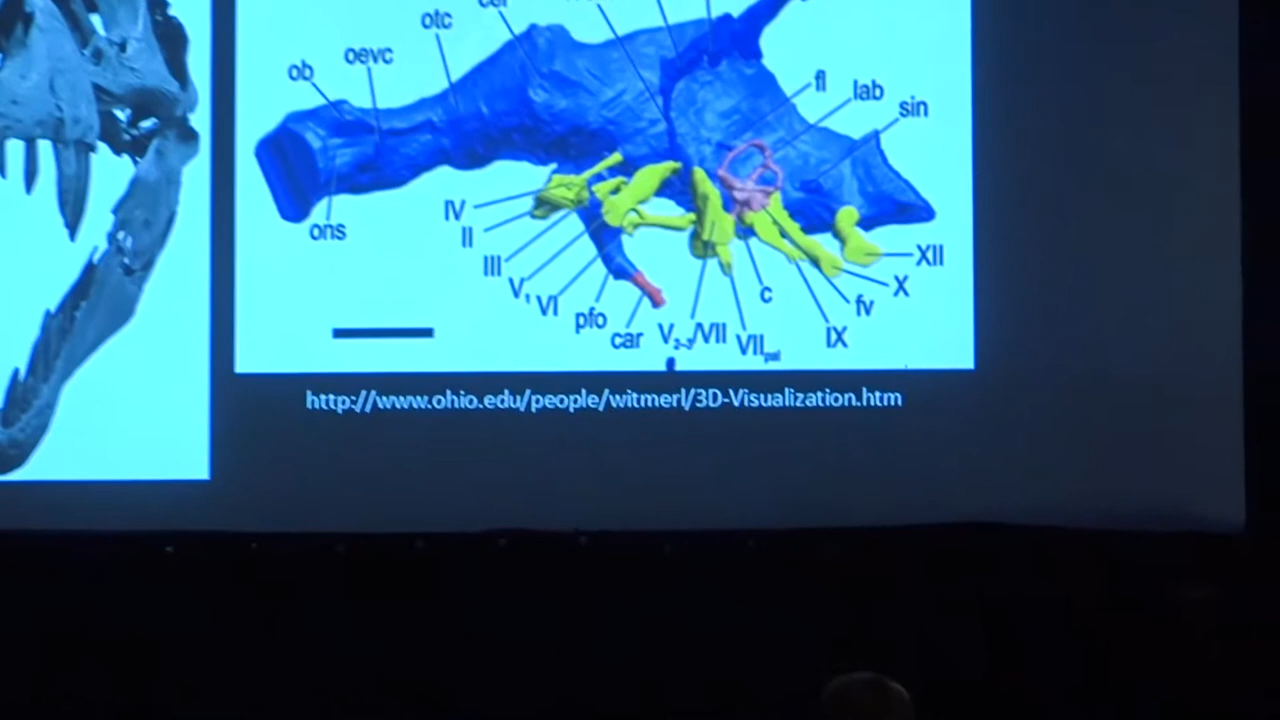 otc
oevc
ob
fl
lab
sin
ons
IV
II
III
V₁
VI
pfo
car
V₂₋₃/VII
VIIpal
c
IX
fv
X
XII
http://www.ohio.edu/people/witmerl/3D-Visualization.htm